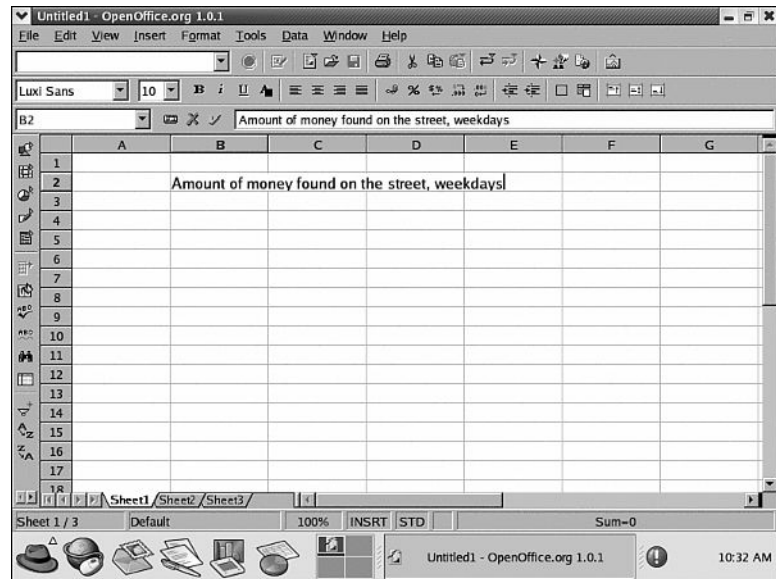 Untitled1 - OpenOffice.org 1.0.1
File Edit View Insert Format Tools Data Window Help
Luxi Sans 10 B i U A
B2 Amount of money found on the street, weekdays
A B C D E F G
1
2 Amount of money found on the street, weekdays
3
4
5
6
7
8
9
10
11
12
13
14
15
16
17
18
Sheet1 Sheet2 Sheet3
Sheet 1 / 3 Default 100% INSRT STD Sum=0
Untitled1 - OpenOffice.org 1.0.1 10:32 AM